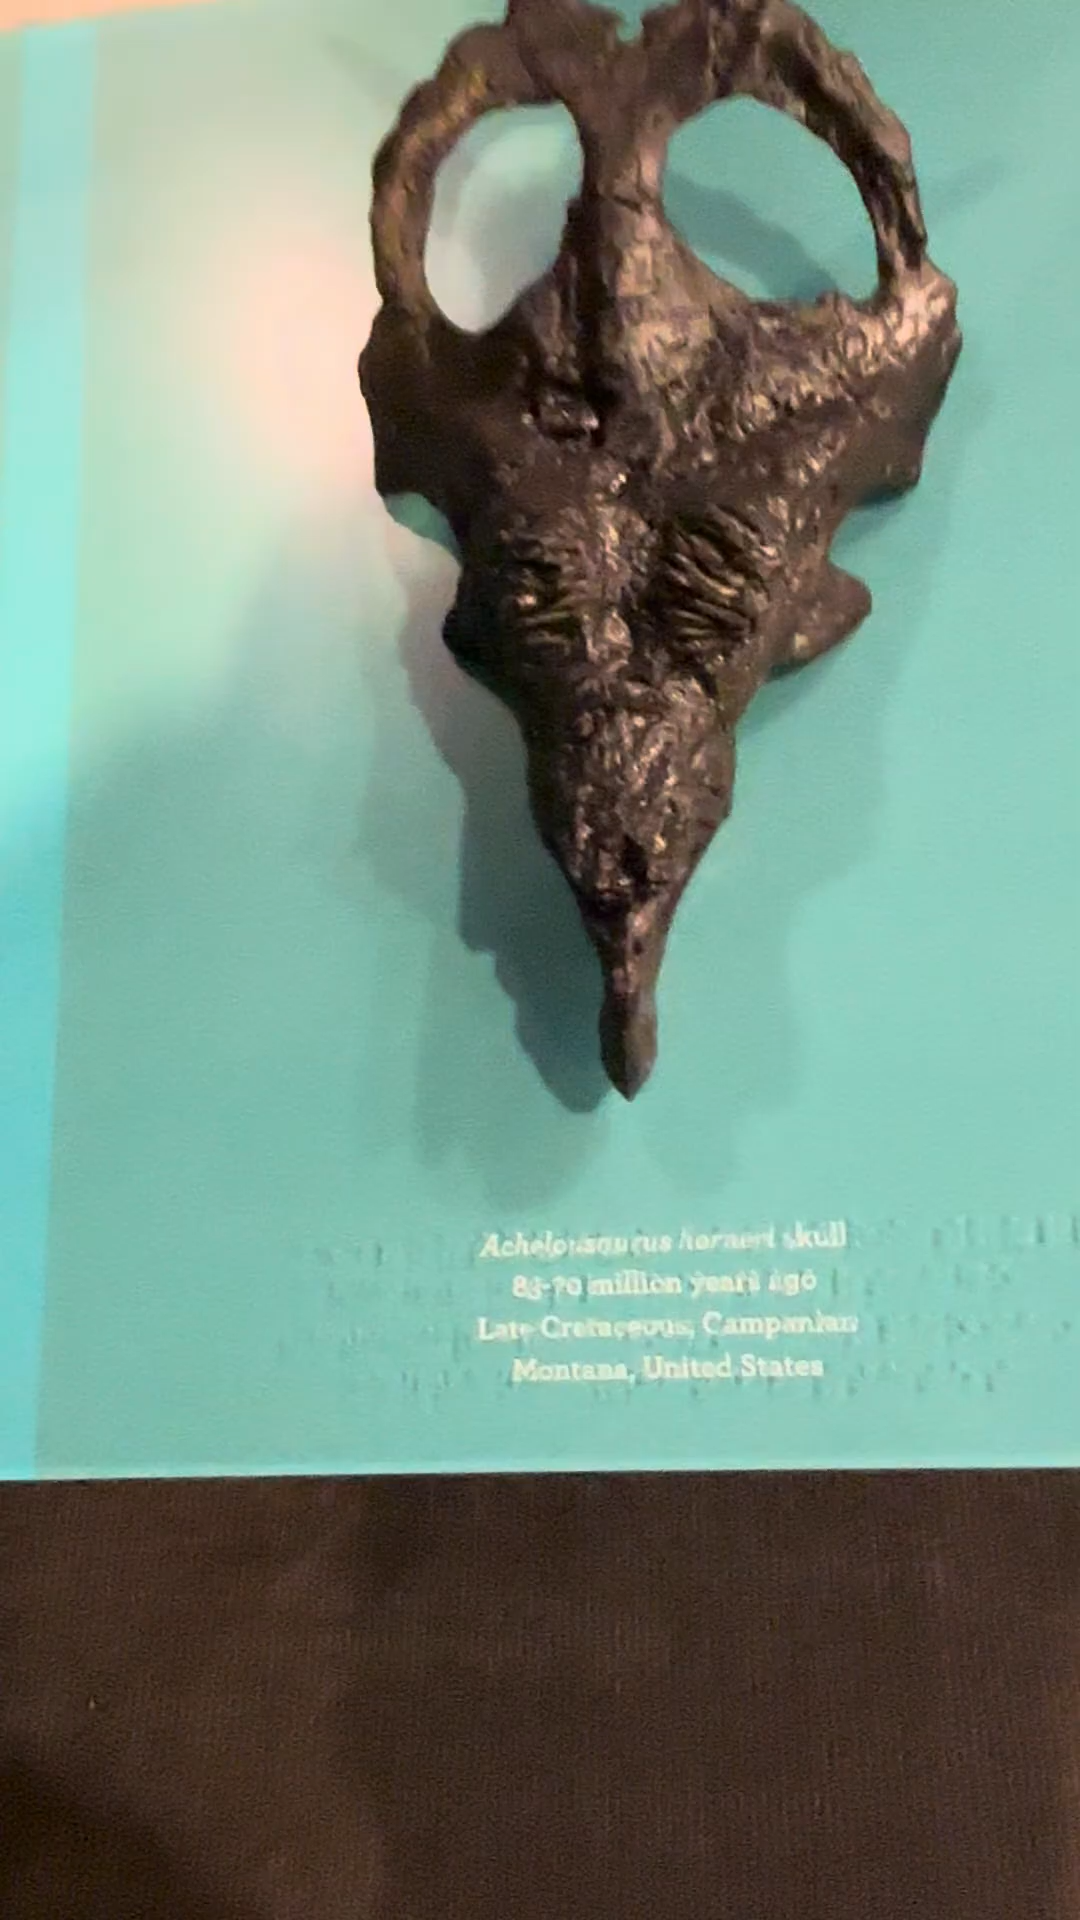 Achelousaurus horneri skull
83-70 million years ago
Late Cretaceous, Campanian
Montana, United States